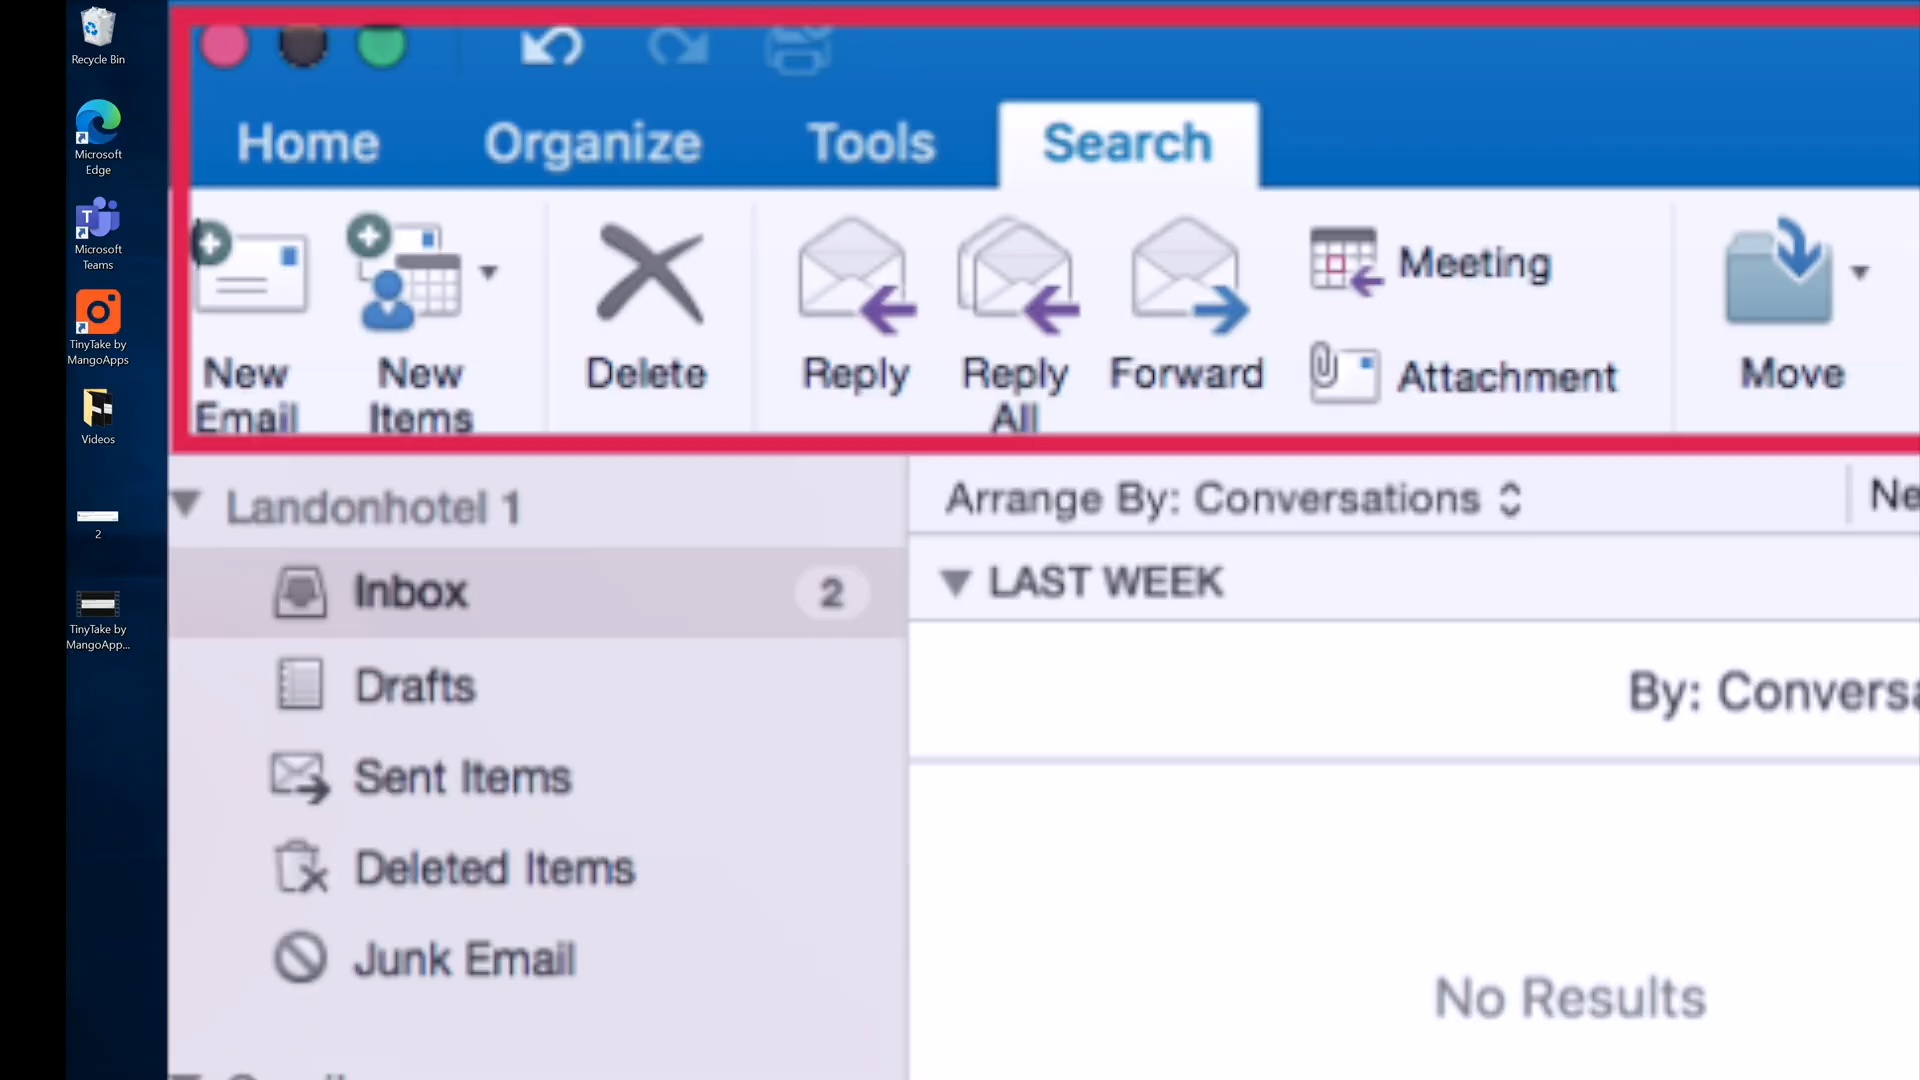 Recycle Bin
Microsoft
Edge
Microsoft
Teams
TinyTake by
MangoApps
Videos
2
TinyTake by
MangoApp...
Home
Organize
Tools
Search
New
Email
New
Items
Delete
Reply
Reply
All
Forward
Meeting
Attachment
Move
Landonhotel 1
Inbox
2
Drafts
Sent Items
Deleted Items
Junk Email
Arrange By: Conversations
Ne
LAST WEEK
By: Conversa
No Results